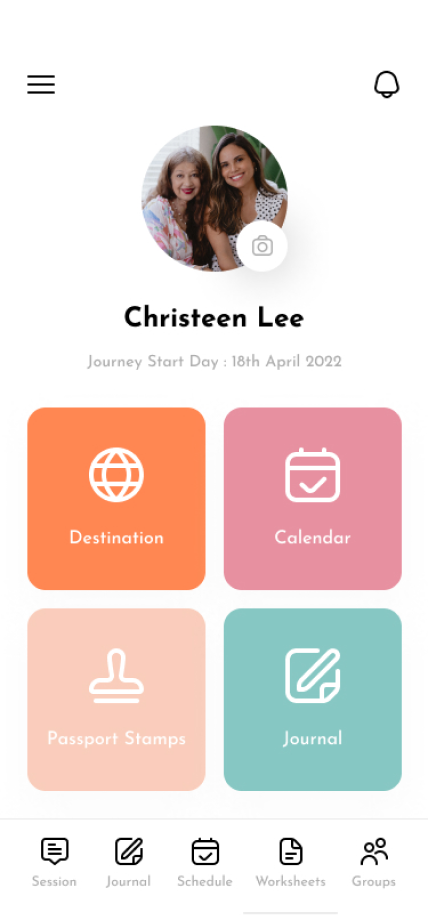 Christeen Lee
Journey Start Day : 18th April 2022
Destination
Calendar
Passport Stamps
Journal
Session
Journal
Schedule
Worksheets
Groups